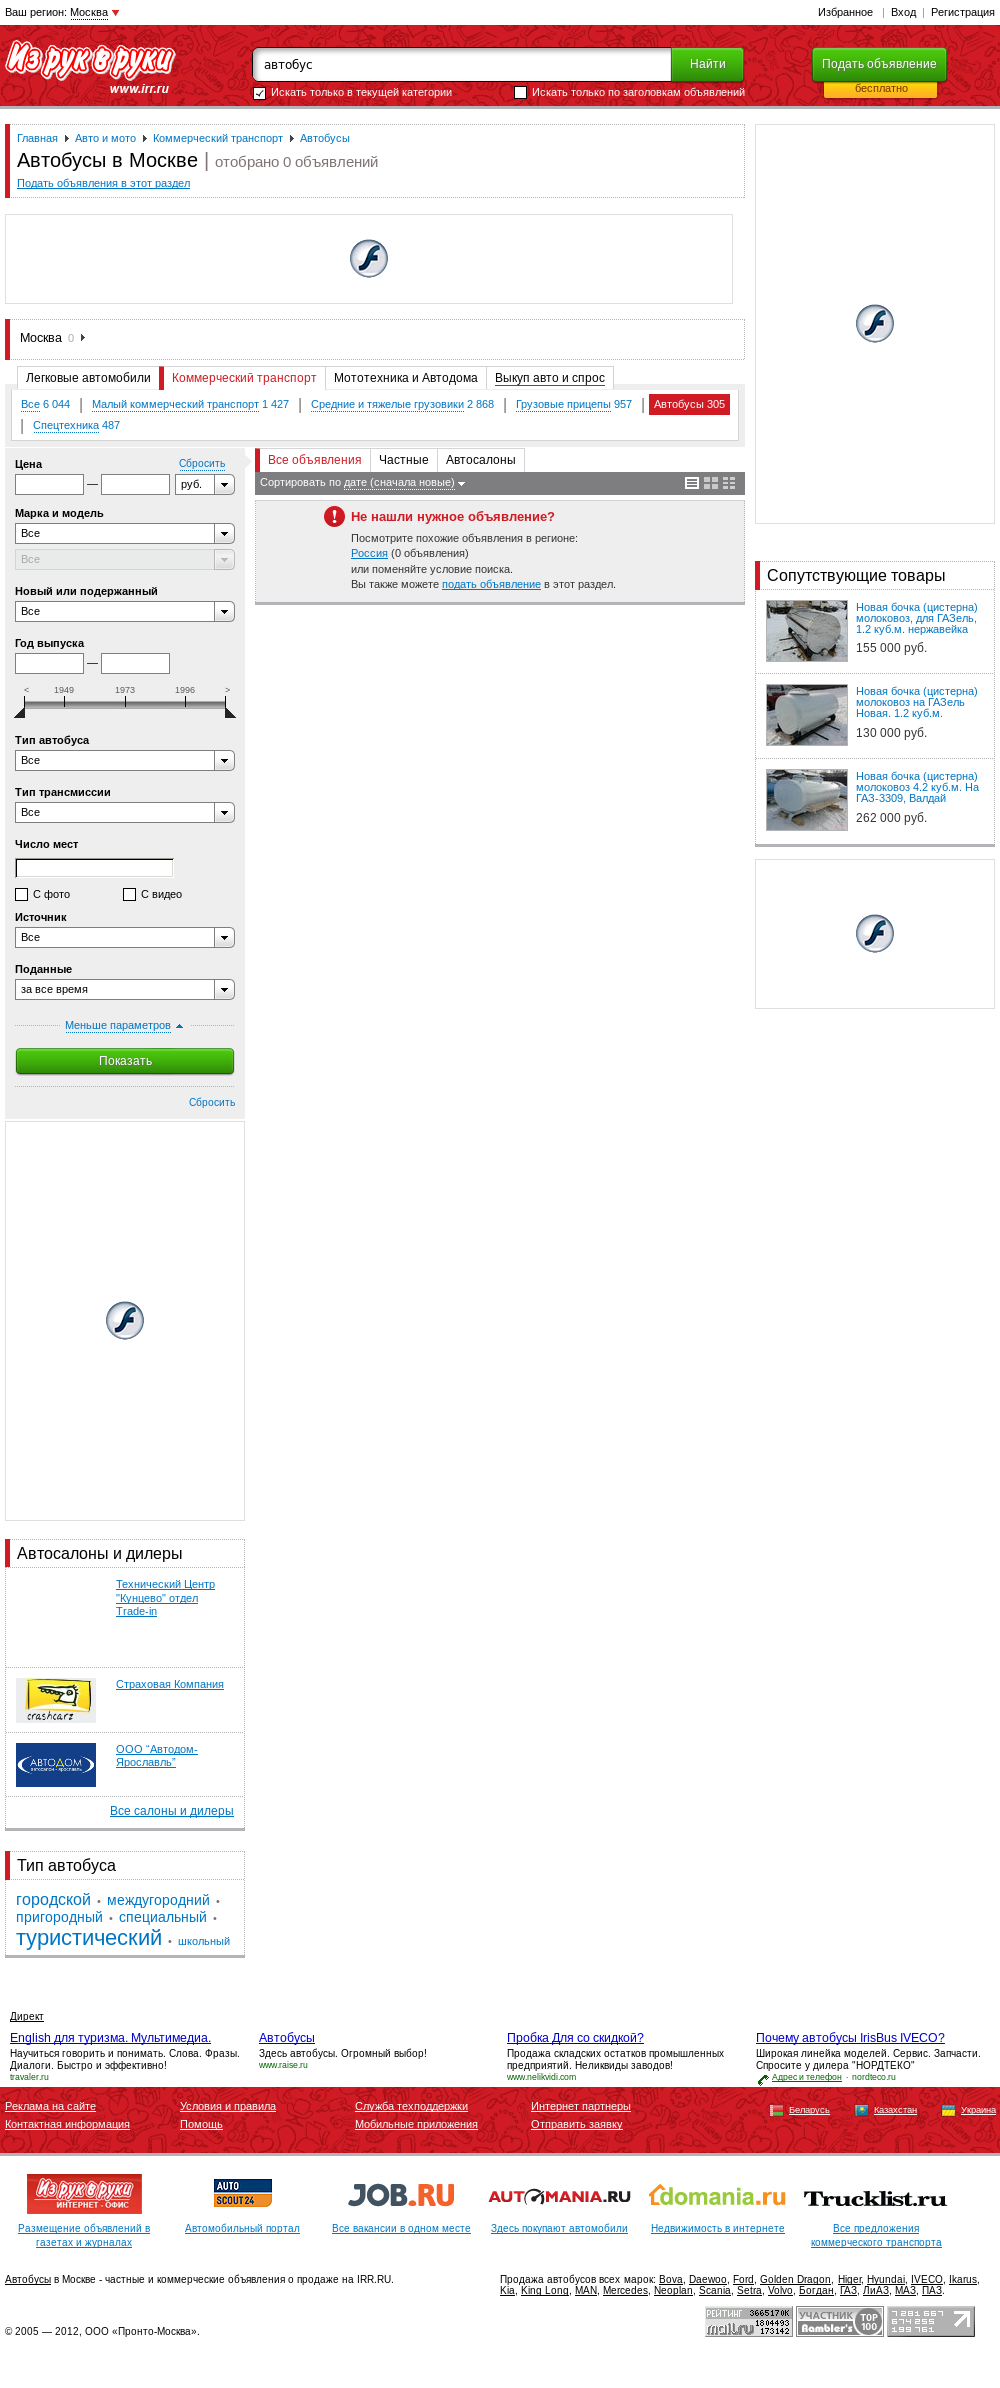 Ваш регион: Москва
Избранное | Вход | Регистрация
Из рук в руки
www.irr.ru
автобус
Найти
Подать объявление
бесплатно
Искать только в текущей категории
Искать только по заголовкам объявлений
Главная Авто и мото Коммерческий транспорт Автобусы
Автобусы в Москве | отобрано 0 объявлений
Подать объявления в этот раздел
Москва 0
Легковые автомобили
Коммерческий транспорт
Мототехника и Автодома
Выкуп авто и спрос
Все 6 044 | Малый коммерческий транспорт 1 427 | Средние и тяжелые грузовики 2 868 | Грузовые прицепы 957 | Автобусы 305
| Спецтехника 487
Цена
Сбросить
— руб.
Марка и модель
Все
Все
Новый или подержанный
Все
Год выпуска
—
< 1949 1973 1996 >
Тип автобуса
Все
Тип трансмиссии
Все
Число мест
С фото
С видео
Источник
Все
Поданные
за все время
Меньше параметров
Показать
Сбросить
Все объявления
Частные
Автосалоны
Сортировать по дате (сначала новые)
Не нашли нужное объявление?
Посмотрите похожие объявления в регионе:
Россия (0 объявления)
или поменяйте условие поиска.
Вы также можете подать объявление в этот раздел.
Сопутствующие товары
Новая бочка (цистерна)
молоковоз, для ГАЗель,
1.2 куб.м. нержавейка
155 000 руб.
Новая бочка (цистерна)
молоковоз на ГАЗель
Новая. 1.2 куб.м.
130 000 руб.
Новая бочка (цистерна)
молоковоз 4.2 куб.м. На
ГАЗ-3309, Валдай
262 000 руб.
Автосалоны и дилеры
Технический Центр
"Кунцево" отдел
Trade-in
crashcarz
Страховая Компания
АВТОДОМ
автосалон • ярославль
ООО “Автодом-
Ярославль”
Все салоны и дилеры
Тип автобуса
городской • междугородний •
пригородный • специальный •
туристический • школьный
Директ
English для туризма. Мультимедиа.
Научиться говорить и понимать. Слова. Фразы.
Диалоги. Быстро и эффективно!
travaler.ru
Автобусы
Здесь автобусы. Огромный выбор!
www.raise.ru
Пробка Для со скидкой?
Продажа складских остатков промышленных
предприятий. Неликвиды заводов!
www.nelikvidi.com
Почему автобусы IrisBus IVECO?
Широкая линейка моделей. Сервис. Запчасти.
Спросите у дилера "НОРДТЕКО"
Адрес и телефон · nordteco.ru
Реклама на сайте
Контактная информация
Условия и правила
Помощь
Служба техподдержки
Мобильные приложения
Интернет партнеры
Отправить заявку
Беларусь
Казахстан
Украина
Из рук в руки
ИНТЕРНЕТ - ОФИС
Размещение объявлений в
газетах и журналах
AUTO
SCOUT 24
Автомобильный портал
JOB.RU
Все вакансии в одном месте
AUTOMANIA.RU
Здесь покупают автомобили
domania.ru
Недвижимость в интернете
Trucklist.ru
Все предложения
коммерческого транспорта
Автобусы в Москве - частные и коммерческие объявления о продаже на IRR.RU.
Продажа автобусов всех марок: Bova, Daewoo, Ford, Golden Dragon, Higer, Hyundai, IVECO, Ikarus,
Kia, King Long, MAN, Mercedes, Neoplan, Scania, Setra, Volvo, Богдан, ГАЗ, ЛиАЗ, МАЗ, ПАЗ.
© 2005 — 2012, ООО «Пронто-Москва».
РЕЙТИНГ 3665170K
mail.ru 1804493
173142
УЧАСТНИК
Rambler's
TOP 100
7 281 667
674 255
199 761